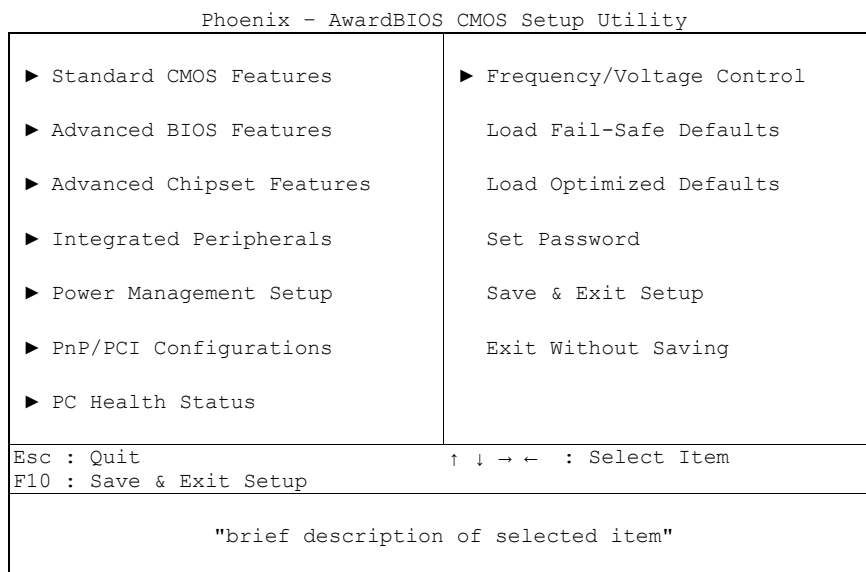 Phoenix – AwardBIOS CMOS Setup Utility
► Standard CMOS Features
► Advanced BIOS Features
► Advanced Chipset Features
► Integrated Peripherals
► Power Management Setup
► PnP/PCI Configurations
► PC Health Status
► Frequency/Voltage Control
Load Fail-Safe Defaults
Load Optimized Defaults
Set Password
Save & Exit Setup
Exit Without Saving
Esc : Quit
F10 : Save & Exit Setup
↑ ↓ → ← : Select Item
"brief description of selected item"